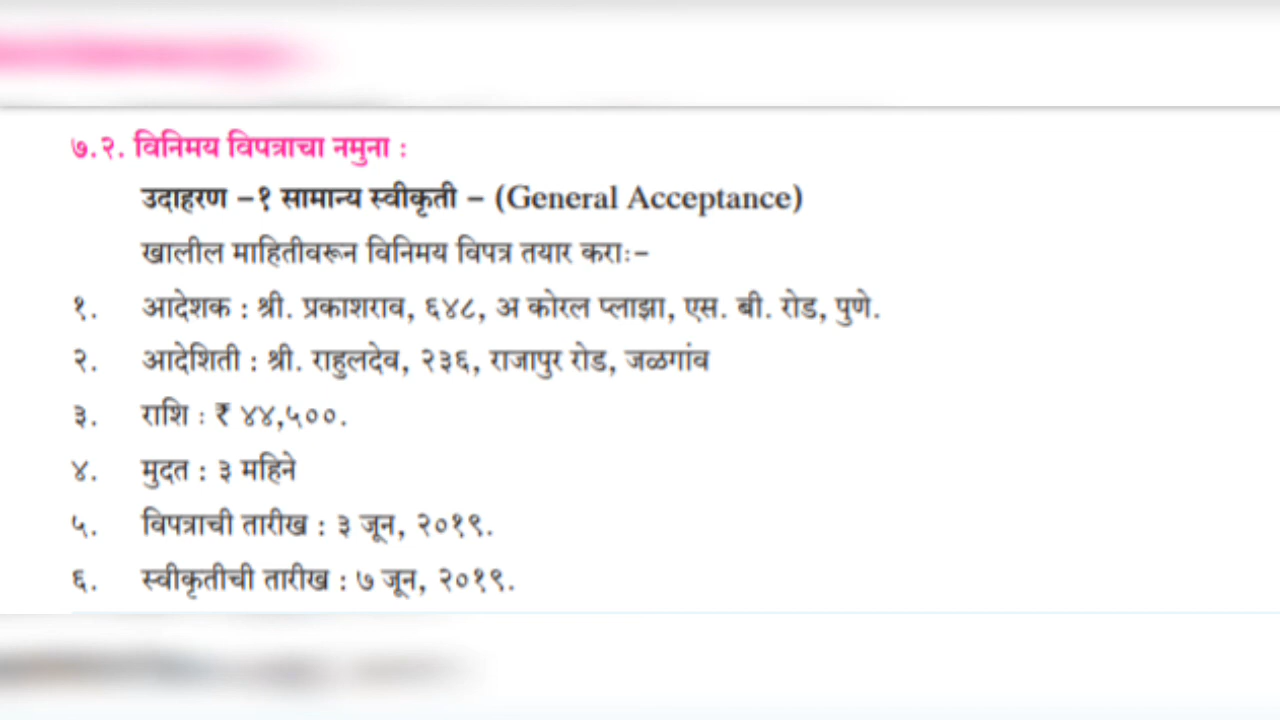 ७.२. विनिमय विपत्राचा नमुना :
उदाहरण –१ सामान्य स्वीकृती – (General Acceptance)
खालील माहितीवरून विनिमय विपत्र तयार कराः–
१. आदेशक : श्री. प्रकाशराव, ६४८, अ कोरल प्लाझा, एस. बी. रोड, पुणे.
२. आदेशिती : श्री. राहुलदेव, २३६, राजापुर रोड, जळगांव
३. राशि : ₹ ४४,५००.
४. मुदत : ३ महिने
५. विपत्राची तारीख : ३ जून, २०१९.
६. स्वीकृतीची तारीख : ७ जून, २०१९.